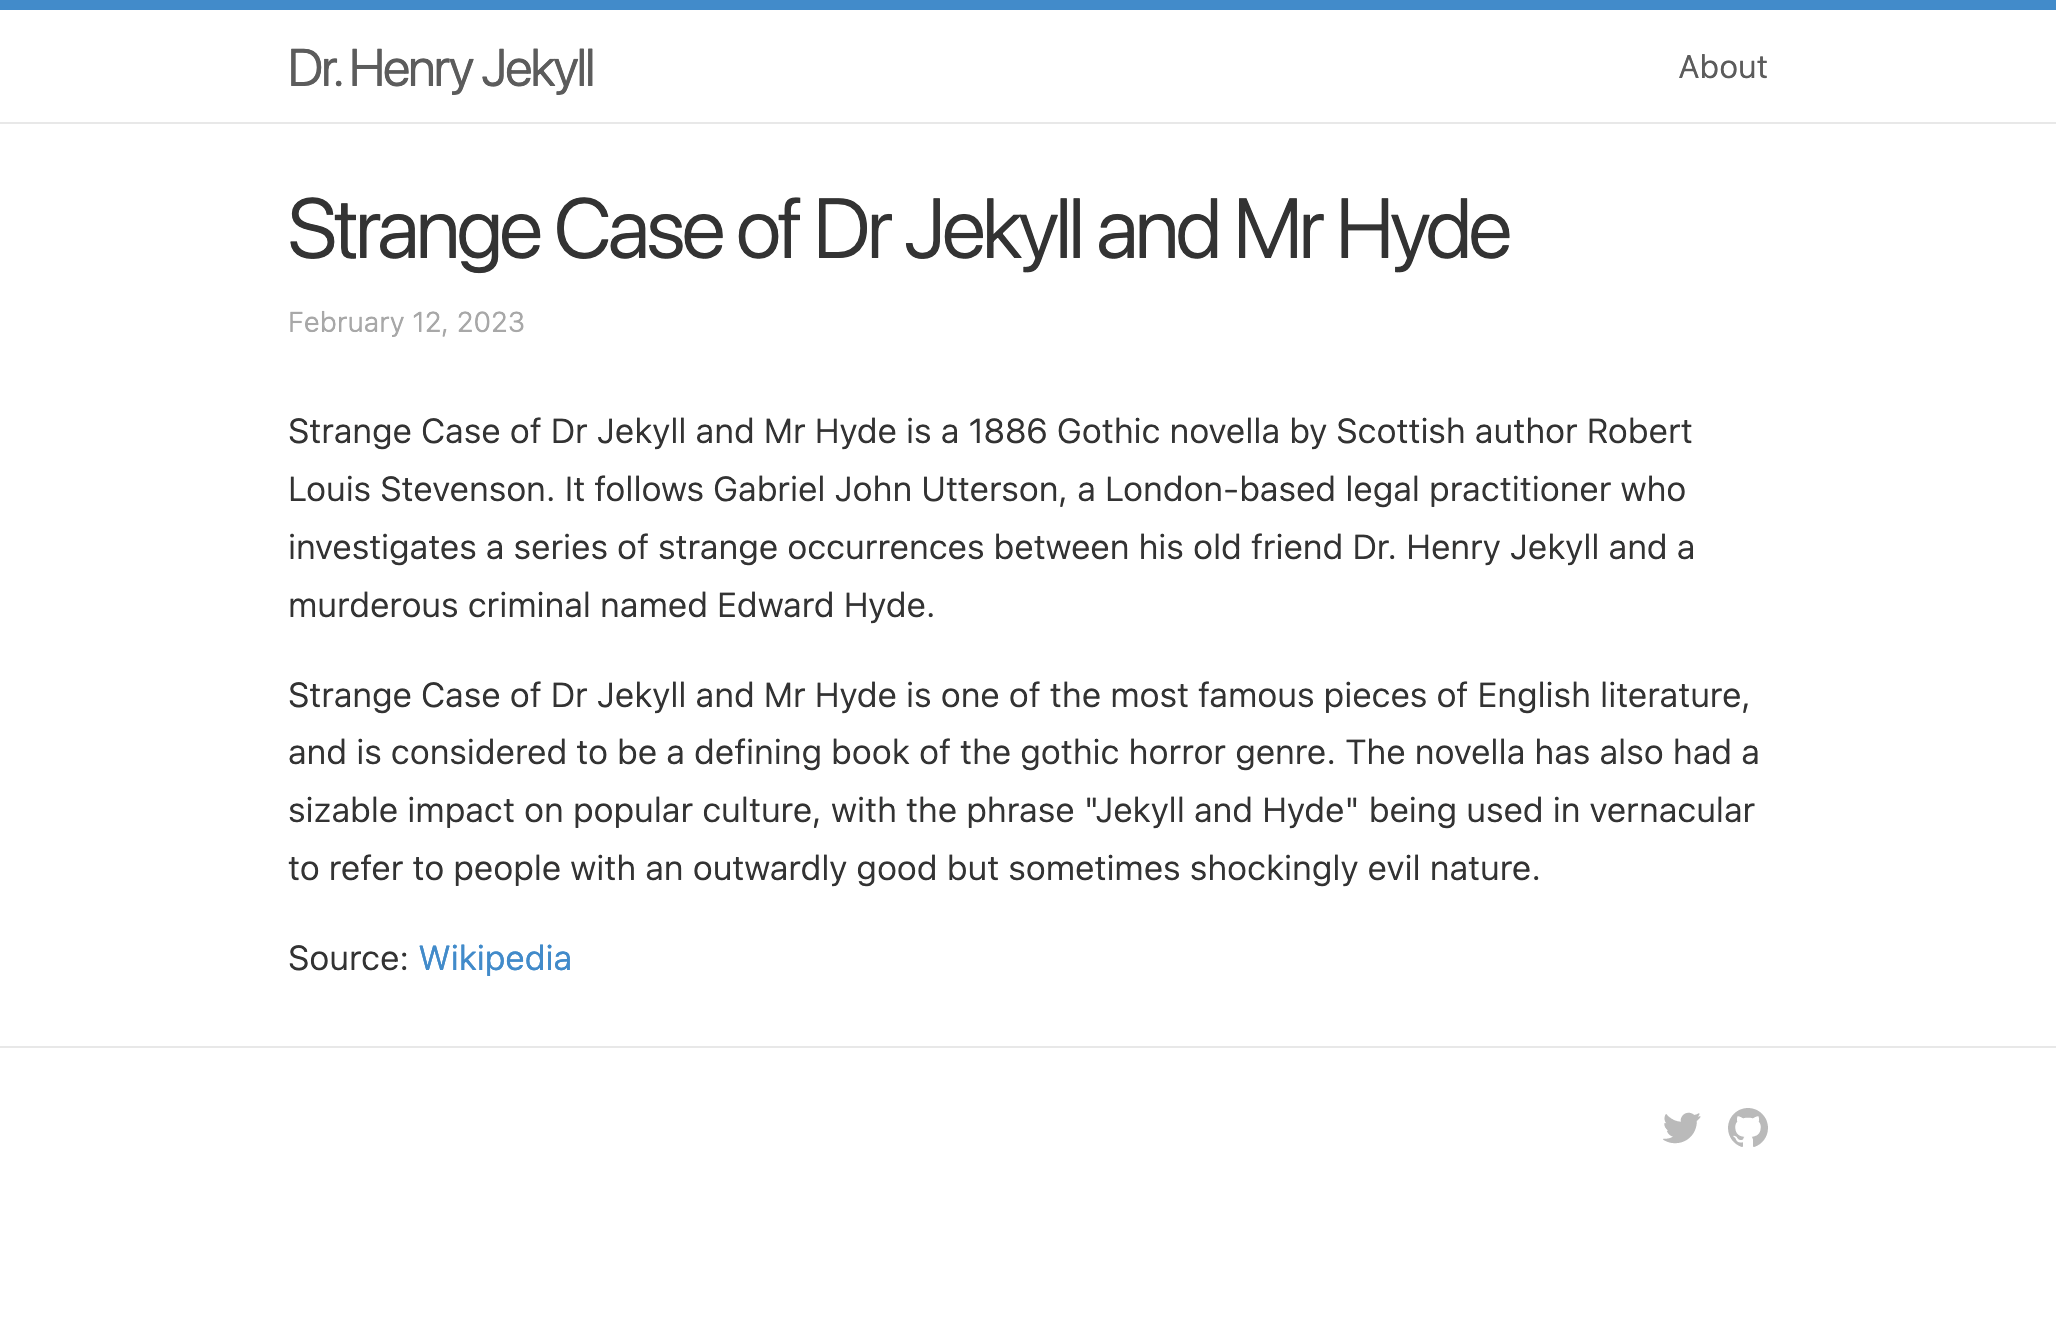 Dr. Henry Jekyll
About
Strange Case of Dr Jekyll and Mr Hyde
February 12, 2023
Strange Case of Dr Jekyll and Mr Hyde is a 1886 Gothic novella by Scottish author Robert
Louis Stevenson. It follows Gabriel John Utterson, a London-based legal practitioner who
investigates a series of strange occurrences between his old friend Dr. Henry Jekyll and a
murderous criminal named Edward Hyde.
Strange Case of Dr Jekyll and Mr Hyde is one of the most famous pieces of English literature,
and is considered to be a defining book of the gothic horror genre. The novella has also had a
sizable impact on popular culture, with the phrase "Jekyll and Hyde" being used in vernacular
to refer to people with an outwardly good but sometimes shockingly evil nature.
Source: Wikipedia